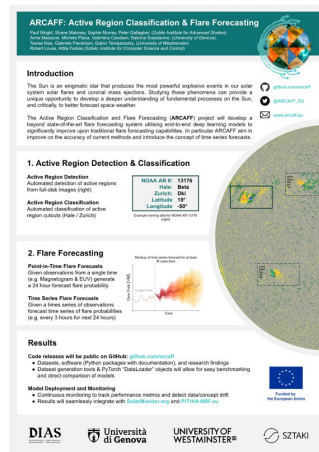 ARCAFF: Active Region Classification & Flare Forecasting
Paul Wright, Shane Maloney, Sophie Murray, Peter Gallagher, (Dublin Institute for Advanced Studies)
Anna Massone, Michele Piana, Valentina Candiani, Sabrina Guastavino, (University of Genova),
Tamas Kiss, Gabriele Pierantoni, Gabor Terstyanszky, (University of Westminster)
Robert Lovas, Attila Farkas (Sztaki: Institute for Computer Science and Control)
Introduction
The Sun is an enigmatic star that produces the most powerful explosive events in our solar
system solar flares and coronal mass ejections. Studying these phenomena can provide a
unique opportunity to develop a deeper understanding of fundamental processes on the Sun,
and critically, to better forecast space weather.
The Active Region Classification and Flare Forecasting (ARCAFF) project will develop a
beyond state-of-the-art flare forecasting system utilising end-to-end deep learning models to
significantly improve upon traditional flare forecasting capabilities. In particular ARCAFF aim in
improve on the accuracy of current methods and introduce the concept of time series forecasts.
github.com/arcaff
@ARCAFF_EU
www.arcaff.eu
1. Active Region Detection & Classification
Active Region Detection
Automated detection of active regions
from full-disk images (right)
Active Region Classification
Automated classification of active
region cutouts (Hale / Zurich)
NOAA AR #: 13176
Hale: Beta
Zurich: Dki
Latitude 19°
Longitude -50°
Example training data for NOAA AR 13176
(right)
2. Flare Forecasting
Point-in-Time Flare Forecasts
Given observations from a single time
(e.g. Magnetogram & EUV) generate
a 24 hour forecast flare probability
Time Series Flare Forecasts
Given a times series of observations
forecast time series of flare probabilities
(e.g. every 3 hours for next 24 hours)
Mockup of time series forecast for at least
M class flare
Time
Results
Code releases will be public on GitHub: github.com/arcaff
● Datasets, software (Python packages with documentation), and research findings
● Dataset generation tools & PyTorch "DataLoader" objects will allow for easy benchmarking
and direct comparison of models
Model Deployment and Monitoring
● Continuous monitoring to track performance metrics and detect data/concept drift
● Results will seamlessly integrate with SolarMonitor.org and PITHIA-NRF.eu
Funded by
the European Union
DIAS
Università
di Genova
UNIVERSITY OF
WESTMINSTER
SZTAKI